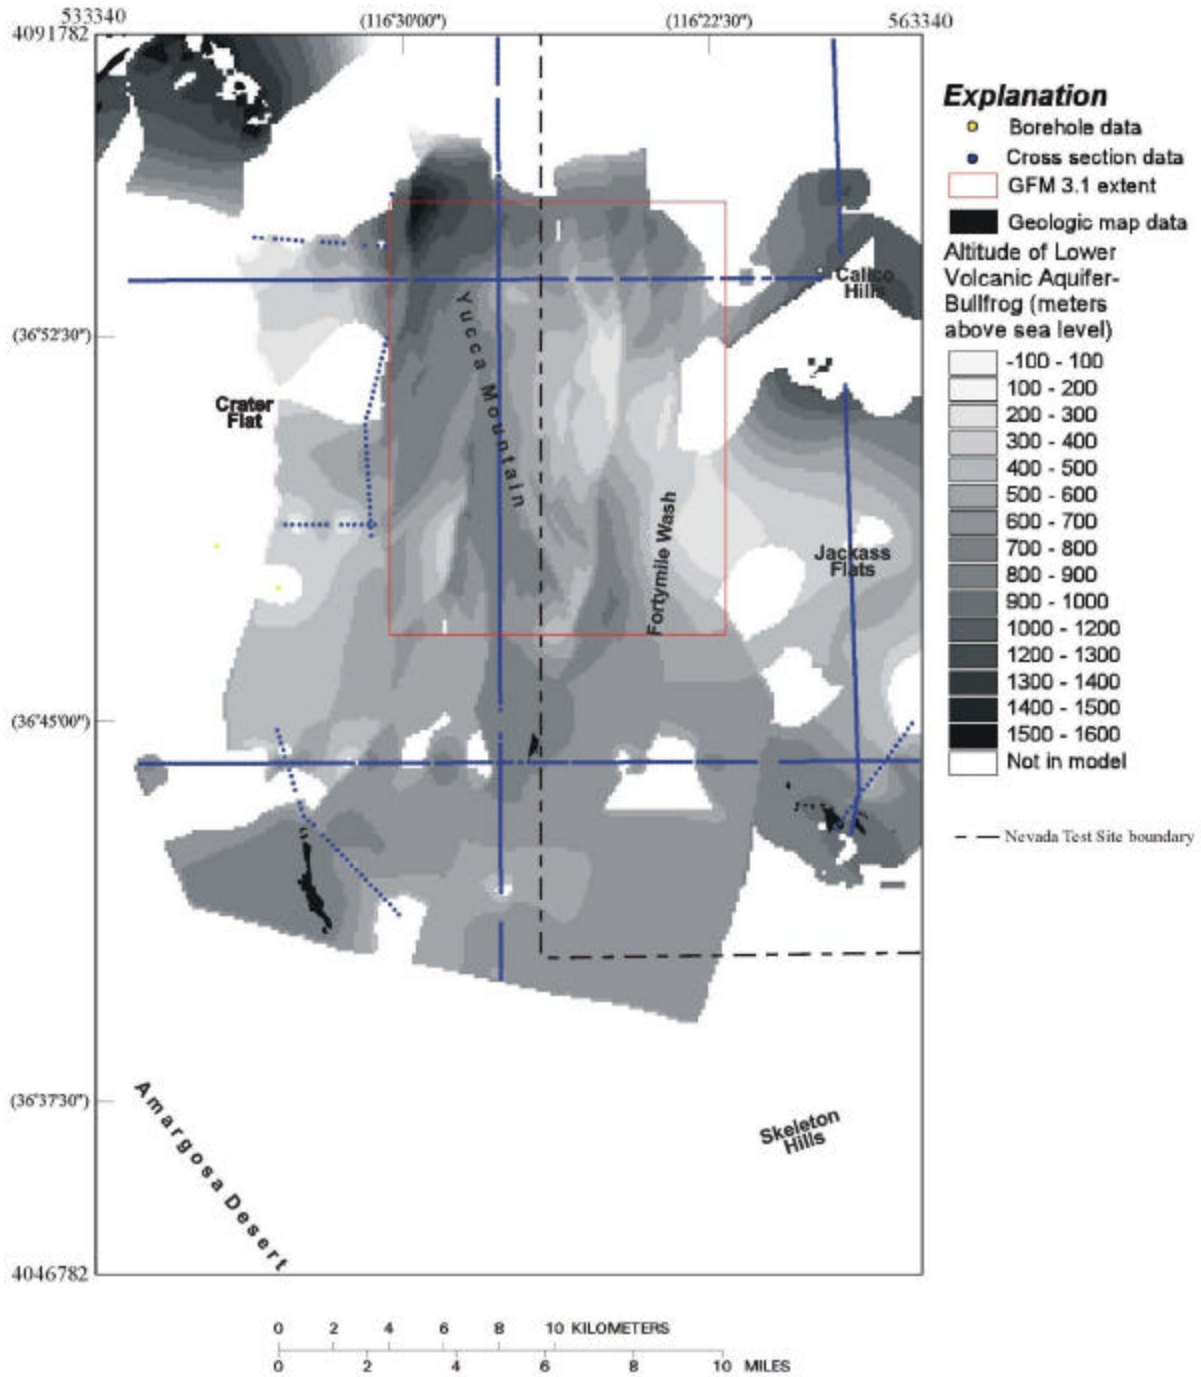 533340
(116°30'00")
(116°22'30")
563340
4091782
Explanation
Borehole data
Cross section data
GFM 3.1 extent
Geologic map data
Altitude of Lower
Volcanic Aquifer-
Bullfrog (meters
above sea level)
-100 - 100
100 - 200
200 - 300
300 - 400
400 - 500
500 - 600
600 - 700
700 - 800
800 - 900
900 - 1000
1000 - 1200
1200 - 1300
1300 - 1400
1400 - 1500
1500 - 1600
Not in model
Nevada Test Site boundary
Calico
Hills
(36°52'30")
Yucca Mountain
Crater
Flat
Fortymile Wash
Jackass
Flats
(36°45'00")
(36°37'30")
Amargosa Desert
Skeleton
Hills
4046782
0 2 4 6 8 10 KILOMETERS
0 2 4 6 8 10 MILES